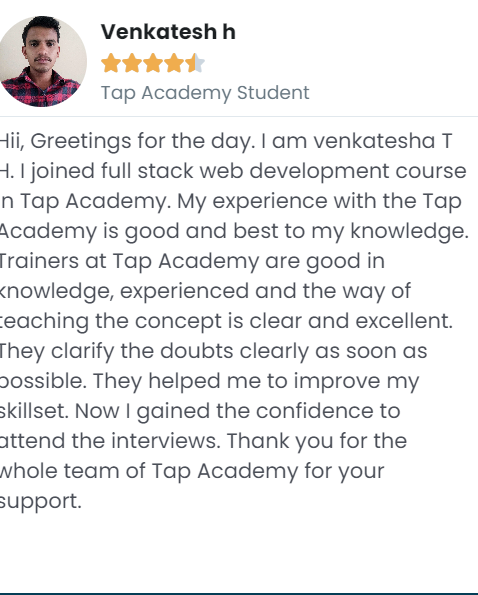 Venkatesh h
Tap Academy Student
Hii, Greetings for the day. I am venkatesha T
H. I joined full stack web development course
in Tap Academy. My experience with the Tap
Academy is good and best to my knowledge.
Trainers at Tap Academy are good in
knowledge, experienced and the way of
teaching the concept is clear and excellent.
They clarify the doubts clearly as soon as
possible. They helped me to improve my
skillset. Now I gained the confidence to
attend the interviews. Thank you for the
whole team of Tap Academy for your
support.